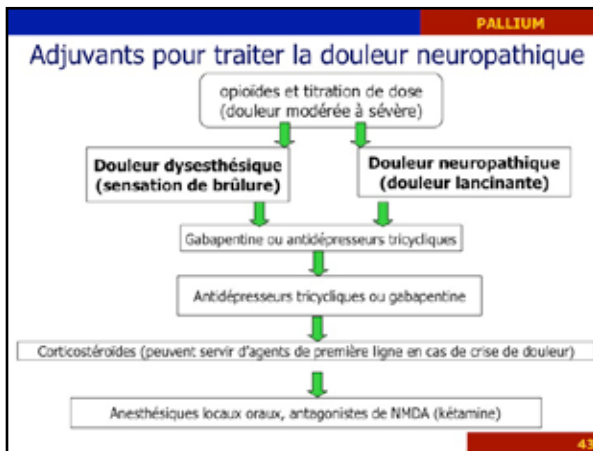 PALLIUM
Adjuvants pour traiter la douleur neuropathique
opioïdes et titration de dose
(douleur modérée à sévère)
Douleur dysesthésique
(sensation de brûlure)
Douleur neuropathique
(douleur lancinante)
Gabapentine ou antidépresseurs tricycliques
Antidépresseurs tricycliques ou gabapentine
Corticostéroïdes (peuvent servir d'agents de première ligne en cas de crise de douleur)
Anesthésiques locaux oraux, antagonistes de NMDA (kétamine)
43